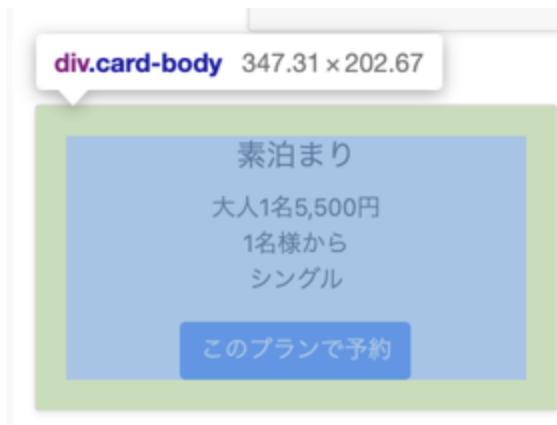 div.card-body 347.31 × 202.67
素泊まり
大人1名5,500円
1名様から
シングル
このプランで予約